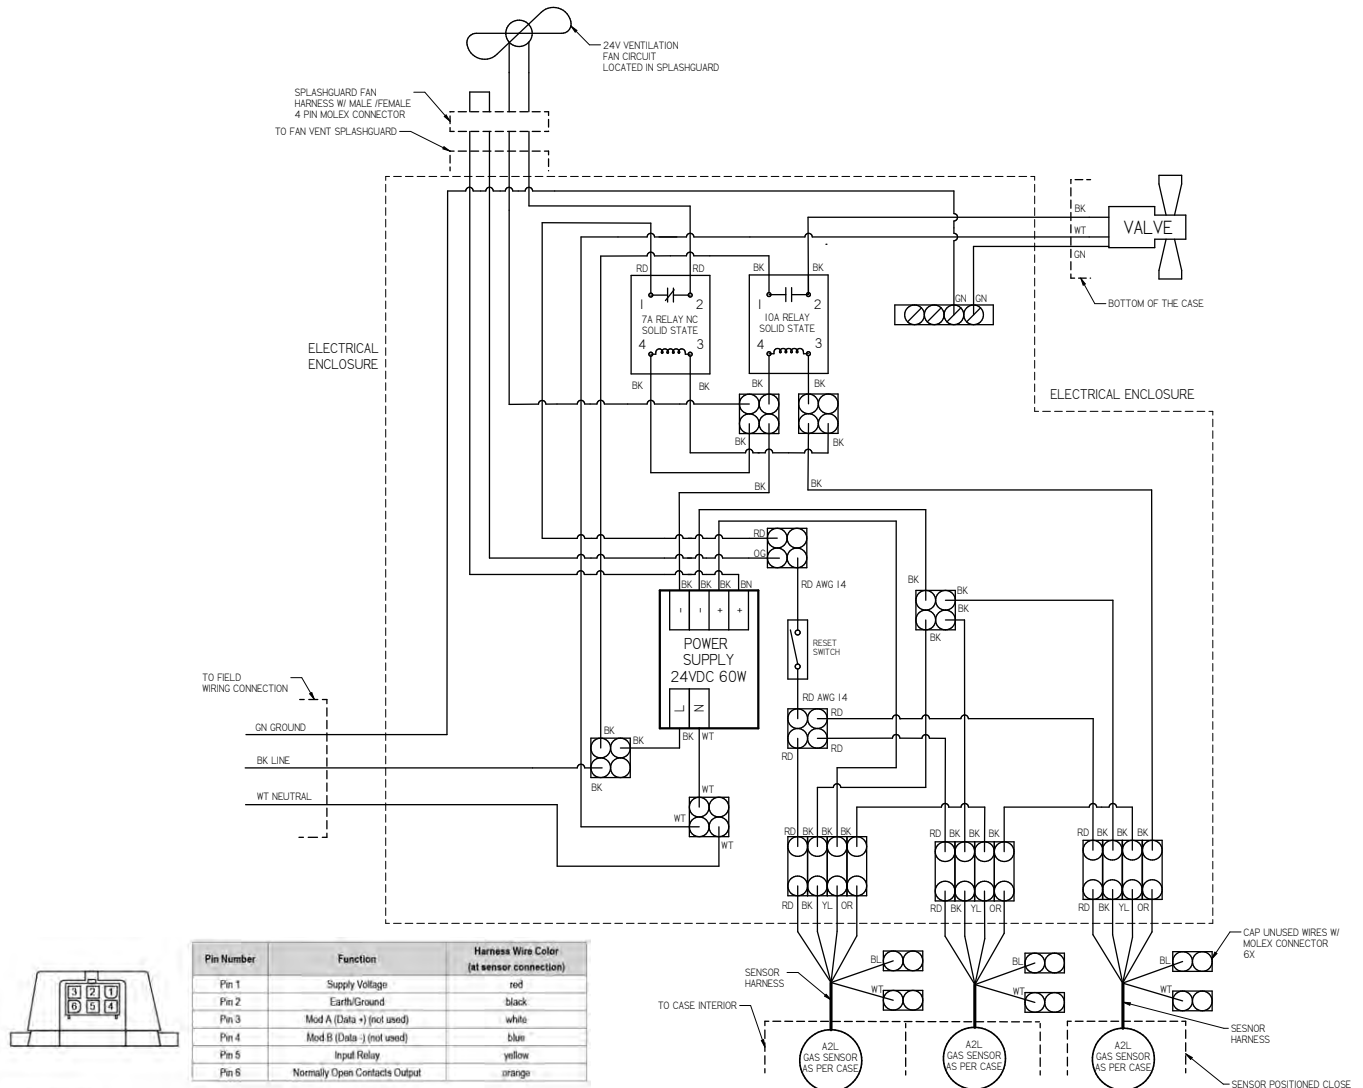 24V VENTILATION
FAN CIRCUIT
LOCATED IN SPLASHGUARD
SPLASHGUARD FAN
HARNESS W/ MALE /FEMALE
4 PIN MOLEX CONNECTOR
TO FAN VENT SPLASHGUARD
BK
WT
GN
VALVE
BOTTOM OF THE CASE
RD RD
BK BK
1 2
7A RELAY NC
SOLID STATE
4 3
1 2
10A RELAY
SOLID STATE
4 3
GN GN
ELECTRICAL
ENCLOSURE
ELECTRICAL ENCLOSURE
BK BK BK BK
BK BK
BK BK
RD
OG
RD AWG 14
BK BK BK BN
- - + +
POWER
SUPPLY
24VDC 60W
L N
RESET
SWITCH
RD AWG 14
BK BK
BK
BK
TO FIELD
WIRING CONNECTION
GN GROUND
BK LINE
WT NEUTRAL
BK BK
BK
BK WT
WT
WT
WT
RD
RD
RD
RD BK BK BK
RD BK BK BK
RD BK BK BK
RD BK YL OR
RD BK YL OR
RD BK YL OR
BL
WT
BL
WT
BL
WT
CAP UNUSED WIRES W/
MOLEX CONNECTOR
6X
SENSOR
HARNESS
TO CASE INTERIOR
SESNOR
HARNESS
A2L
GAS SENSOR
AS PER CASE
A2L
GAS SENSOR
AS PER CASE
A2L
GAS SENSOR
AS PER CASE
SENSOR POSITIONED CLOSE
3 2 1
6 5 4
Pin Number Function Harness Wire Color
(at sensor connection)
Pin 1 Supply Voltage red
Pin 2 Earth/Ground black
Pin 3 Mod A (Data +) (not used) white
Pin 4 Mod B (Data -) (not used) blue
Pin 5 Input Relay yellow
Pin 6 Normally Open Contacts Output orange